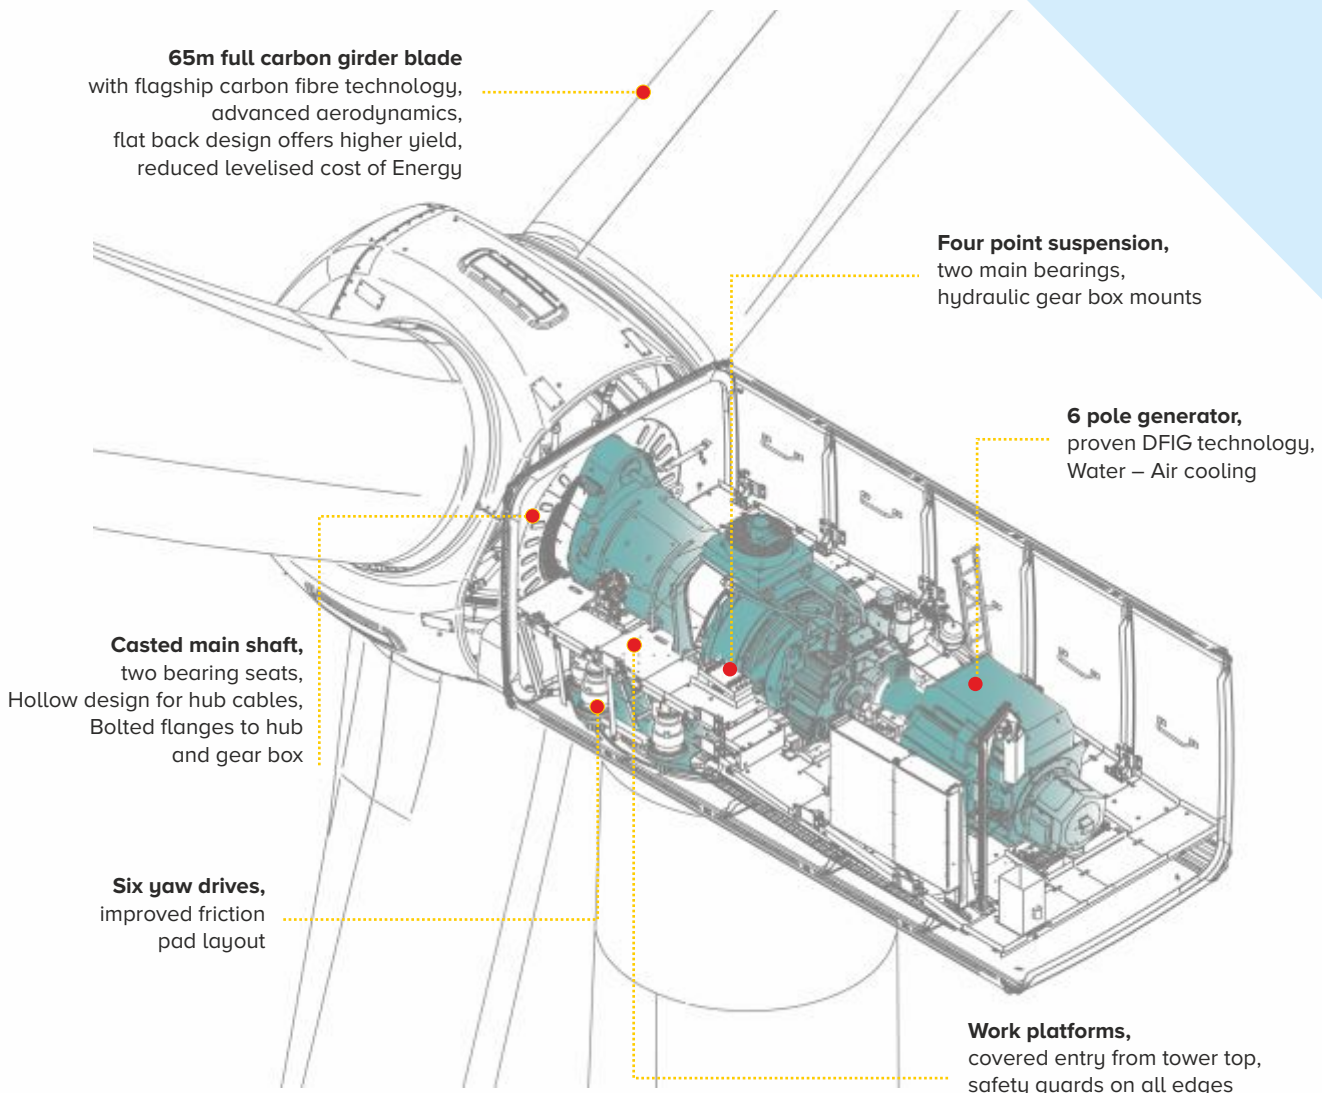 65m full carbon girder blade
with flagship carbon fibre technology,
advanced aerodynamics,
flat back design offers higher yield,
reduced levelised cost of Energy
Four point suspension,
two main bearings,
hydraulic gear box mounts
6 pole generator,
proven DFIG technology,
Water – Air cooling
Casted main shaft,
two bearing seats,
Hollow design for hub cables,
Bolted flanges to hub
and gear box
Six yaw drives,
improved friction
pad layout
Work platforms,
covered entry from tower top,
safety guards on all edges